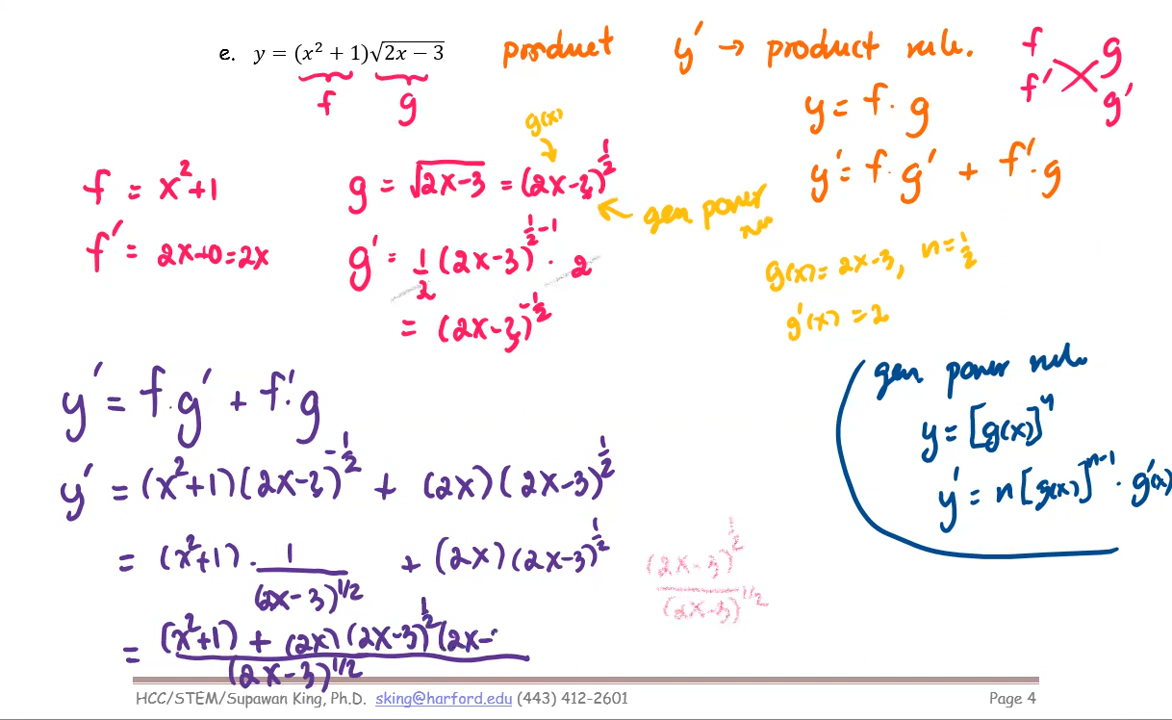 e. y = (x² + 1)√(2x − 3) product y' → product rule. f g
f g f' g'
y = f · g
g(x)
f = x²+1 g = √(2x-3) = (2x-3)^(1/2) y' = f · g' + f' · g
gen power
f' = 2x+0=2x g' = 1/2 (2x-3)^(1/2 -1) · 2 g(x) = 2x-3, n = 1/2
= (2x-3)^(-1/2) g'(x) = 2
y' = f · g' + f' · g gen power rule
y = [g(x)]^n
y' = (x²+1)(2x-3)^(-1/2) + (2x)(2x-3)^(1/2) y' = n[g(x)]^(n-1) · g'(x)
= (x²+1) · 1/(2x-3)^(1/2) + (2x)(2x-3)^(1/2) (2x-3)^(1/2)/(2x-3)^(1/2)
= (x²+1) + (2x)(2x-3)^(1/2)(2x-
(2x-3)^(1/2)
HCC/STEM/Supawan King, Ph.D. sking@harford.edu (443) 412-2601 Page 4